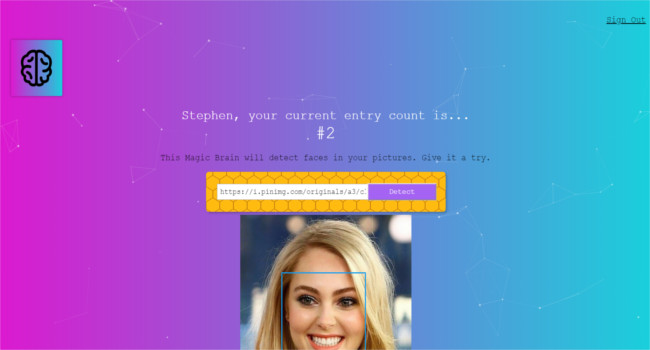 Sign Out
Stephen, your current entry count is...
#2
This Magic Brain will detect faces in your pictures. Give it a try.
https://i.pinimg.com/originals/a3/c
Detect